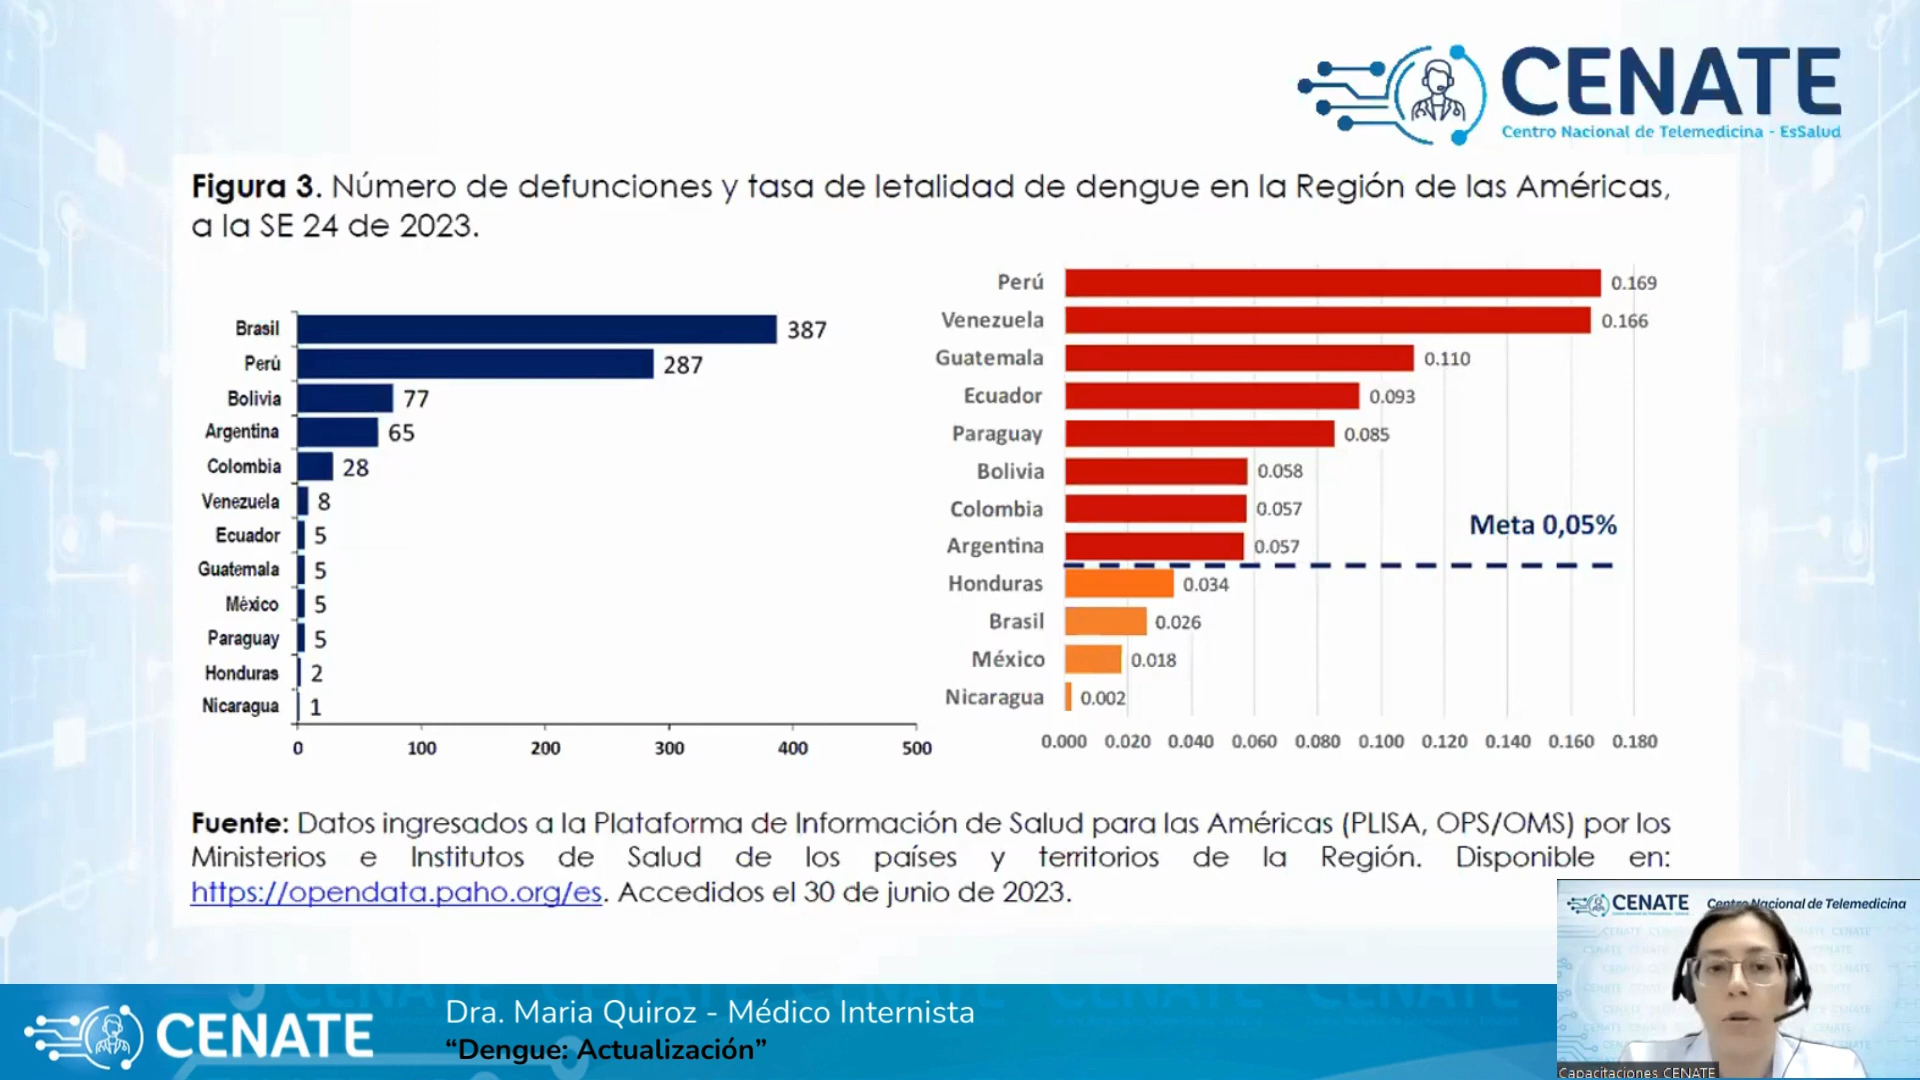 CENATE
Centro Nacional de Telemedicina - EsSalud
Figura 3. Número de defunciones y tasa de letalidad de dengue en la Región de las Américas,
a la SE 24 de 2023.
Brasil 387
Perú 287
Bolivia 77
Argentina 65
Colombia 28
Venezuela 8
Ecuador 5
Guatemala 5
México 5
Paraguay 5
Honduras 2
Nicaragua 1
0 100 200 300 400 500
Perú 0.169
Venezuela 0.166
Guatemala 0.110
Ecuador 0.093
Paraguay 0.085
Bolivia 0.058
Colombia 0.057
Argentina 0.057
Meta 0,05%
Honduras 0.034
Brasil 0.026
México 0.018
Nicaragua 0.002
0.000 0.020 0.040 0.060 0.080 0.100 0.120 0.140 0.160 0.180
Fuente: Datos ingresados a la Plataforma de Información de Salud para las Américas (PLISA, OPS/OMS) por los
Ministerios e Institutos de Salud de los países y territorios de la Región. Disponible en:
https://opendata.paho.org/es. Accedidos el 30 de junio de 2023.
CENATE
Dra. Maria Quiroz - Médico Internista
“Dengue: Actualización”
CENATE Centro Nacional de Telemedicina
Capacitaciones CENATE